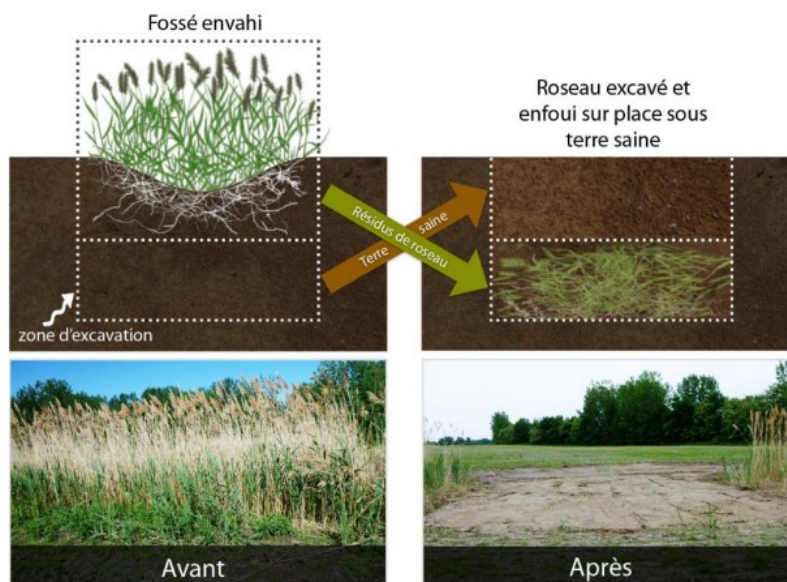 Fossé envahi
Roseau excavé et
enfoui sur place sous
terre saine
Résidus de roseau
Terre saine
zone d'excavation
Avant
Après